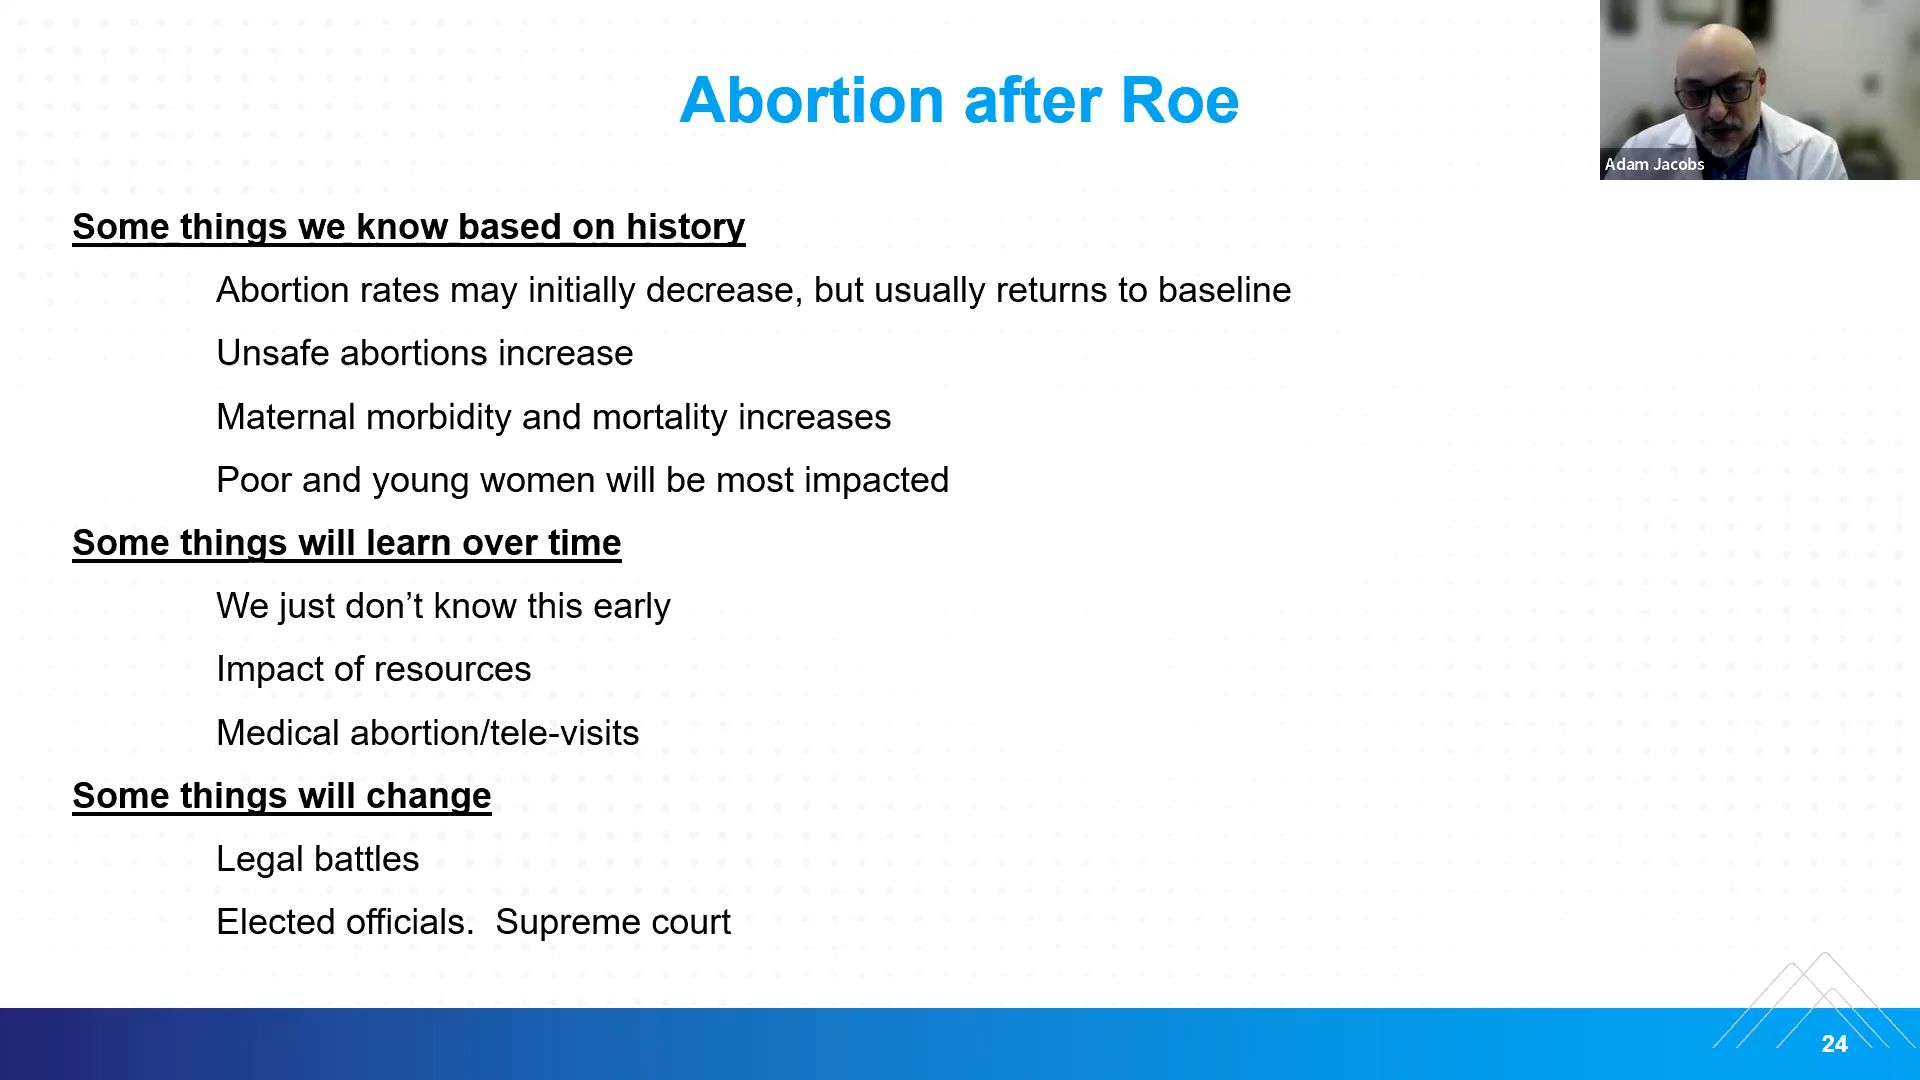 Abortion after Roe
Adam Jacobs
Some things we know based on history
Abortion rates may initially decrease, but usually returns to baseline
Unsafe abortions increase
Maternal morbidity and mortality increases
Poor and young women will be most impacted
Some things will learn over time
We just don’t know this early
Impact of resources
Medical abortion/tele-visits
Some things will change
Legal battles
Elected officials.  Supreme court
24